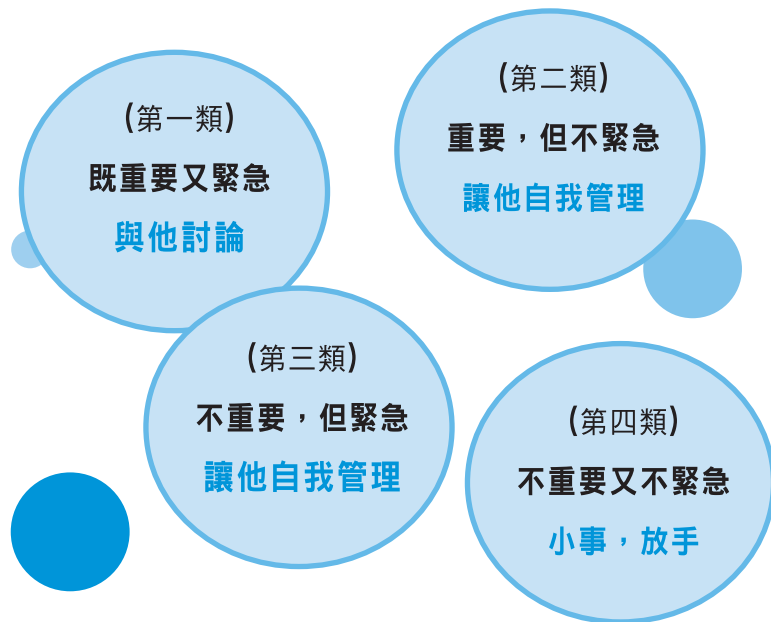 (第一類)
既重要又緊急
與他討論
(第二類)
重要，但不緊急
讓他自我管理
(第三類)
不重要，但緊急
讓他自我管理
(第四類)
不重要又不緊急
小事，放手